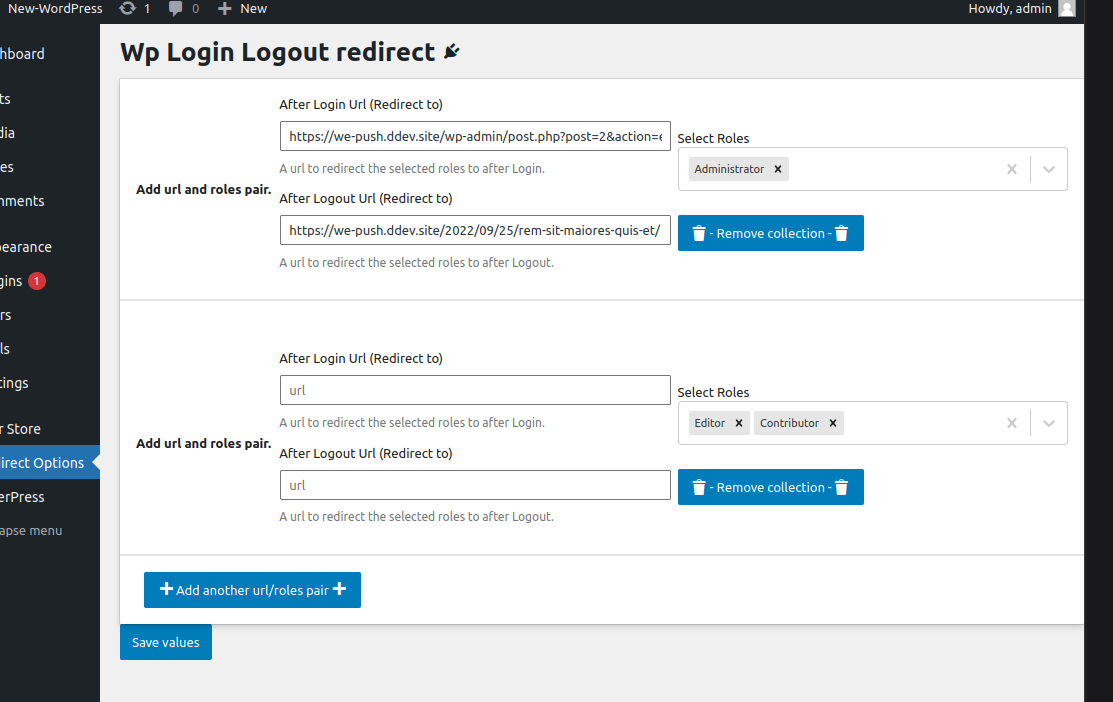 New-WordPress 1 0 New Howdy, admin
hboard
ts
dia
es
nments
pearance
gins 1
rs
ls
tings
r Store
irect Options
erPress
apse menu
Wp Login Logout redirect
After Login Url (Redirect to)
https://we-push.ddev.site/wp-admin/post.php?post=2&action=e
A url to redirect the selected roles to after Login.
Add url and roles pair.
After Logout Url (Redirect to)
https://we-push.ddev.site/2022/09/25/rem-sit-maiores-quis-et/
A url to redirect the selected roles to after Logout.
Select Roles
Administrator
- Remove collection -
After Login Url (Redirect to)
url
A url to redirect the selected roles to after Login.
Add url and roles pair.
After Logout Url (Redirect to)
url
A url to redirect the selected roles to after Logout.
Select Roles
Editor Contributor
- Remove collection -
Add another url/roles pair
Save values